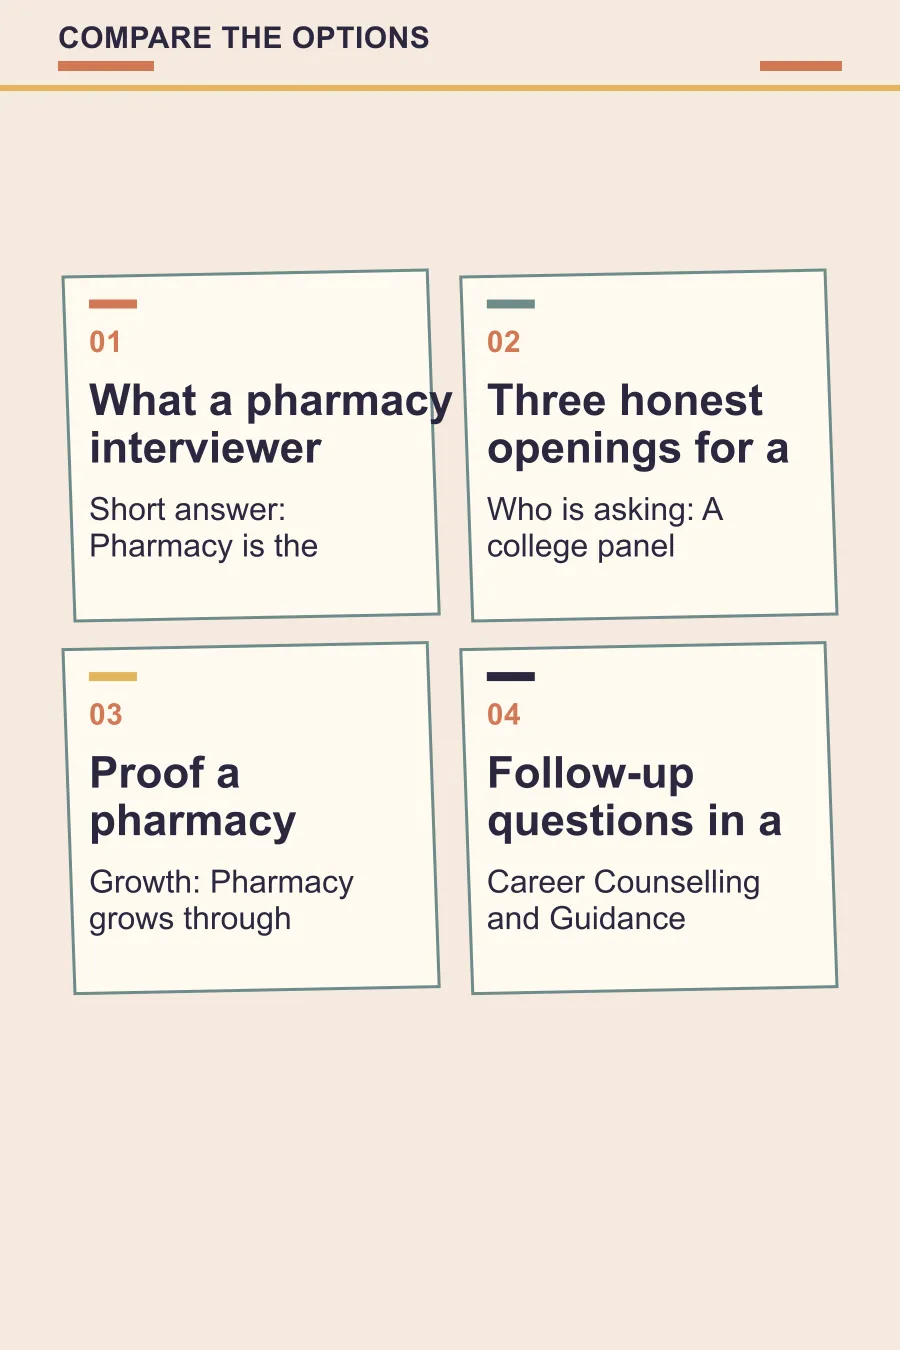 COMPARE THE OPTIONS
01
What a pharmacy
interviewer
Short answer:
Pharmacy is the
02
Three honest
openings for a
Who is asking: A
college panel
03
Proof a
pharmacy
Growth: Pharmacy
grows through
04
Follow-up
questions in a
Career Counselling
and Guidance